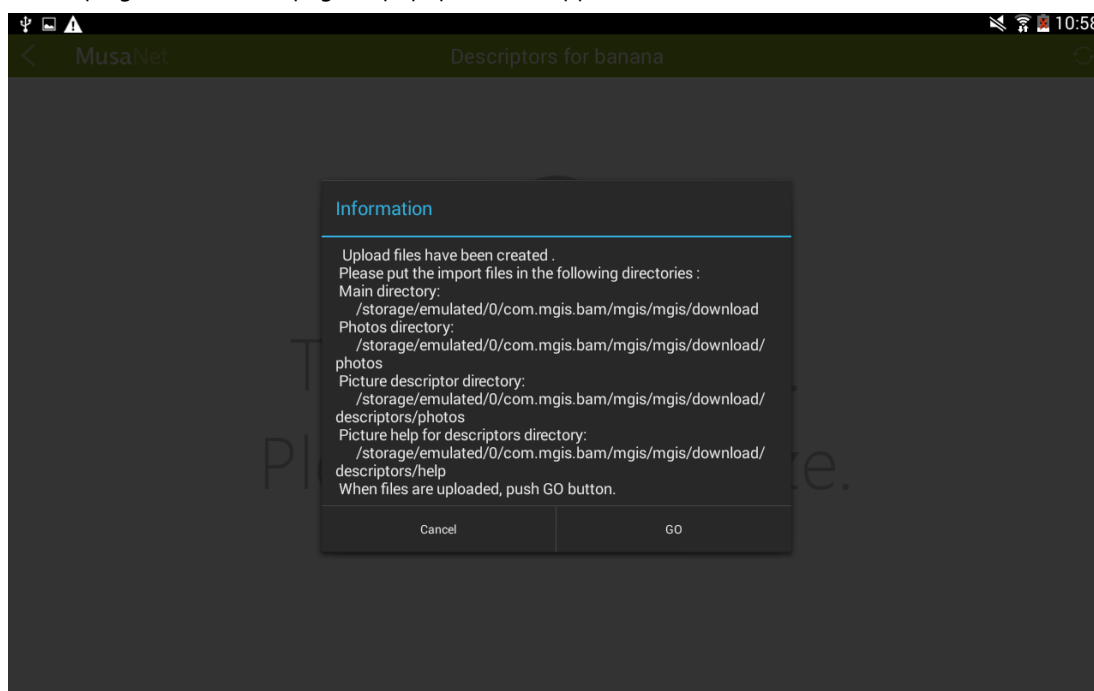 10:58
MusaNet
Descriptors for banana
Information
Upload files have been created .
Please put the import files in the following directories :
Main directory:
/storage/emulated/0/com.mgis.bam/mgis/mgis/download
Photos directory:
/storage/emulated/0/com.mgis.bam/mgis/mgis/download/
photos
Picture descriptor directory:
/storage/emulated/0/com.mgis.bam/mgis/mgis/download/
descriptors/photos
Picture help for descriptors directory:
/storage/emulated/0/com.mgis.bam/mgis/mgis/download/
descriptors/help
When files are uploaded, push GO button.
Cancel
GO